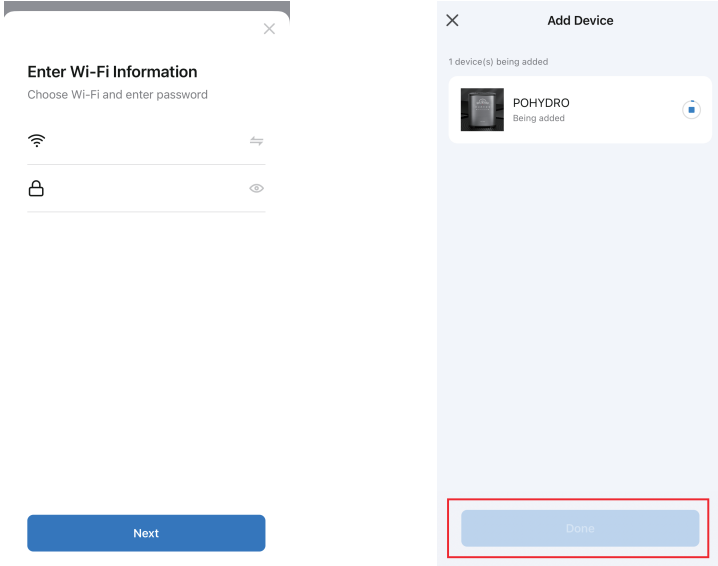 Enter Wi-Fi Information
Choose Wi-Fi and enter password
Next
Add Device
1 device(s) being added
POHYDRO
Being added
Done